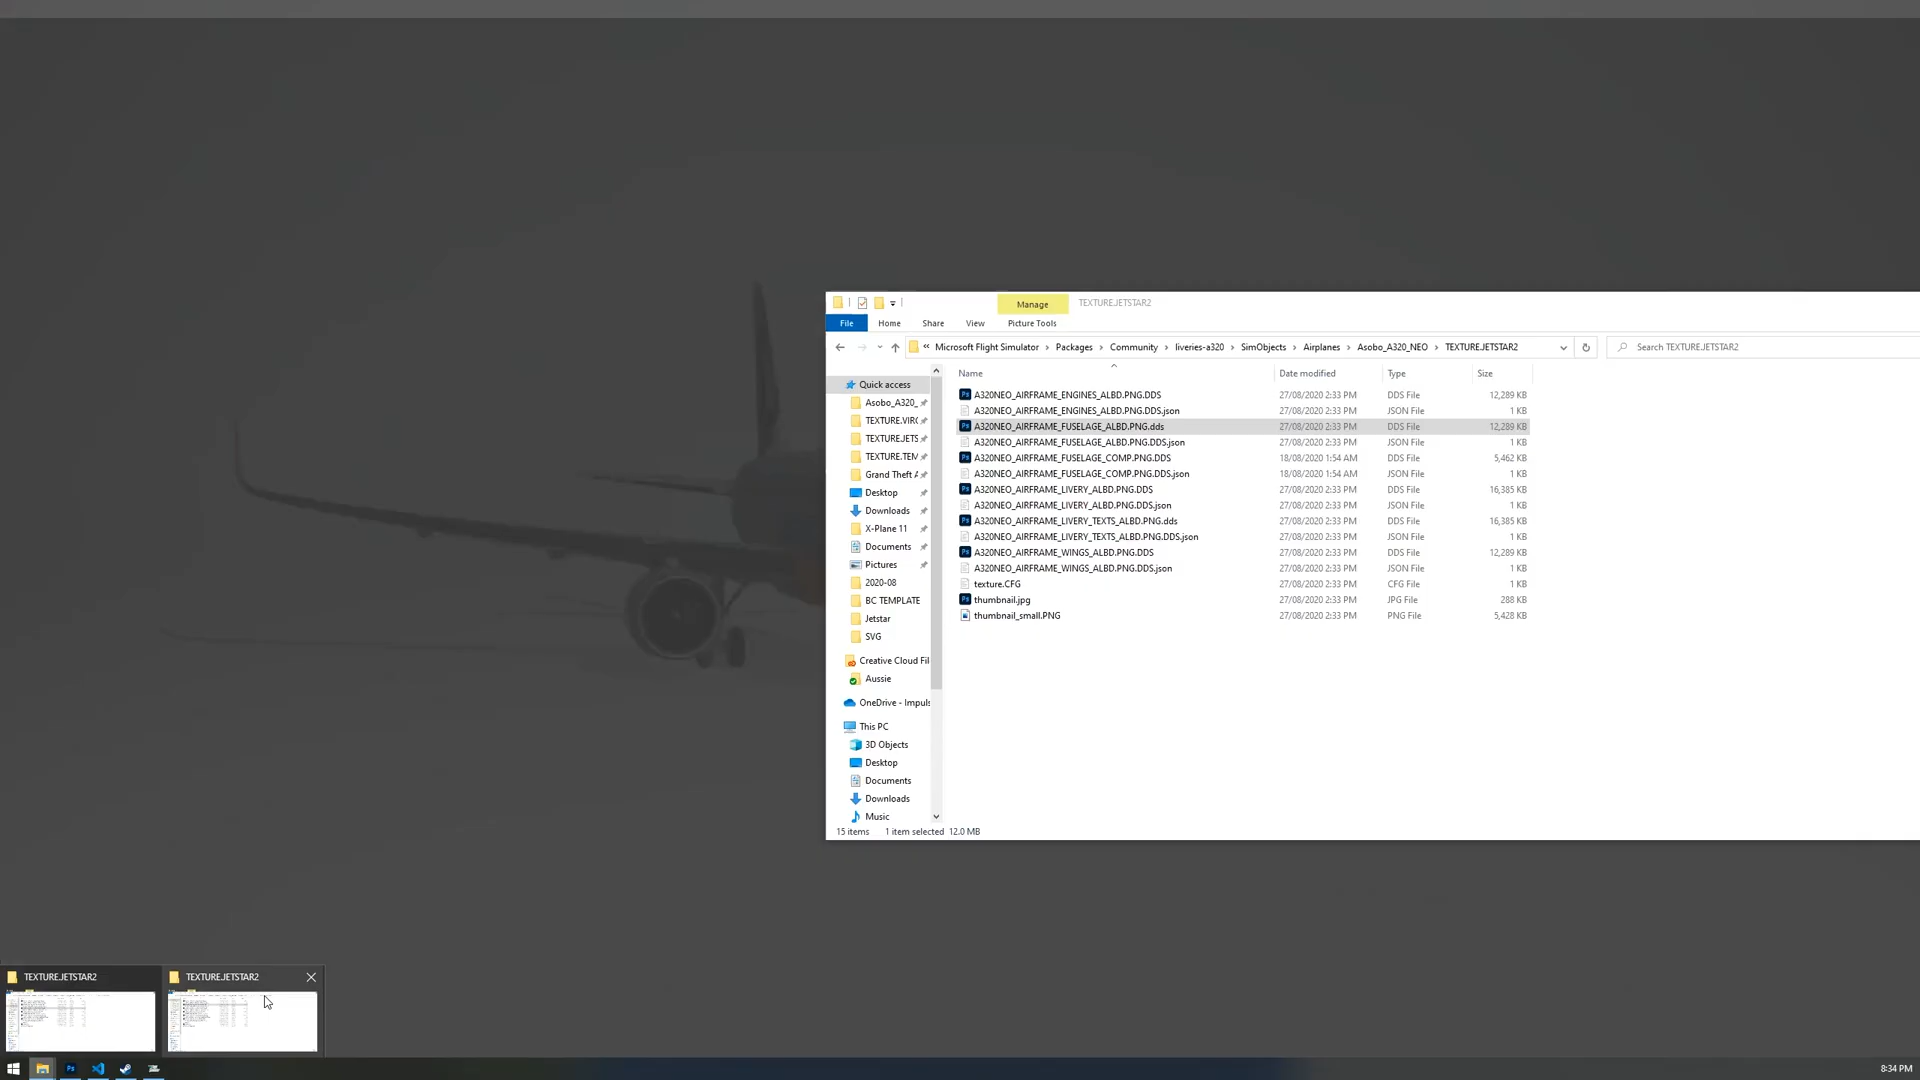 Manage
TEXTURE.JETSTAR2
File
Home
Share
View
Picture Tools
« Microsoft Flight Simulator › Packages › Community › liveries-a320 › SimObjects › Airplanes › Asobo_A320_NEO › TEXTURE.JETSTAR2
Search TEXTURE.JETSTAR2
Name
Date modified
Type
Size
Quick access
Asobo_A320_
TEXTURE.VIRG
TEXTURE.JETS
TEXTURE.TEM
Grand Theft A
Desktop
Downloads
X-Plane 11
Documents
Pictures
2020-08
BC TEMPLATE
Jetstar
SVG
Creative Cloud Fil
Aussie
OneDrive - Impuls
This PC
3D Objects
Desktop
Documents
Downloads
Music
A320NEO_AIRFRAME_ENGINES_ALBD.PNG.DDS 27/08/2020 2:33 PM DDS File 12,289 KB
A320NEO_AIRFRAME_ENGINES_ALBD.PNG.DDS.json 27/08/2020 2:33 PM JSON File 1 KB
A320NEO_AIRFRAME_FUSELAGE_ALBD.PNG.dds 27/08/2020 2:33 PM DDS File 12,289 KB
A320NEO_AIRFRAME_FUSELAGE_ALBD.PNG.DDS.json 27/08/2020 2:33 PM JSON File 1 KB
A320NEO_AIRFRAME_FUSELAGE_COMP.PNG.DDS 18/08/2020 1:54 AM DDS File 5,462 KB
A320NEO_AIRFRAME_FUSELAGE_COMP.PNG.DDS.json 18/08/2020 1:54 AM JSON File 1 KB
A320NEO_AIRFRAME_LIVERY_ALBD.PNG.DDS 27/08/2020 2:33 PM DDS File 16,385 KB
A320NEO_AIRFRAME_LIVERY_ALBD.PNG.DDS.json 27/08/2020 2:33 PM JSON File 1 KB
A320NEO_AIRFRAME_LIVERY_TEXTS_ALBD.PNG.dds 27/08/2020 2:33 PM DDS File 16,385 KB
A320NEO_AIRFRAME_LIVERY_TEXTS_ALBD.PNG.DDS.json 27/08/2020 2:33 PM JSON File 1 KB
A320NEO_AIRFRAME_WINGS_ALBD.PNG.DDS 27/08/2020 2:33 PM DDS File 12,289 KB
A320NEO_AIRFRAME_WINGS_ALBD.PNG.DDS.json 27/08/2020 2:33 PM JSON File 1 KB
texture.CFG 27/08/2020 2:33 PM CFG File 1 KB
thumbnail.jpg 27/08/2020 2:33 PM JPG File 288 KB
thumbnail_small.PNG 27/08/2020 2:33 PM PNG File 5,428 KB
15 items 1 item selected 12.0 MB
TEXTURE.JETSTAR2
TEXTURE.JETSTAR2
Ps
8:34 PM